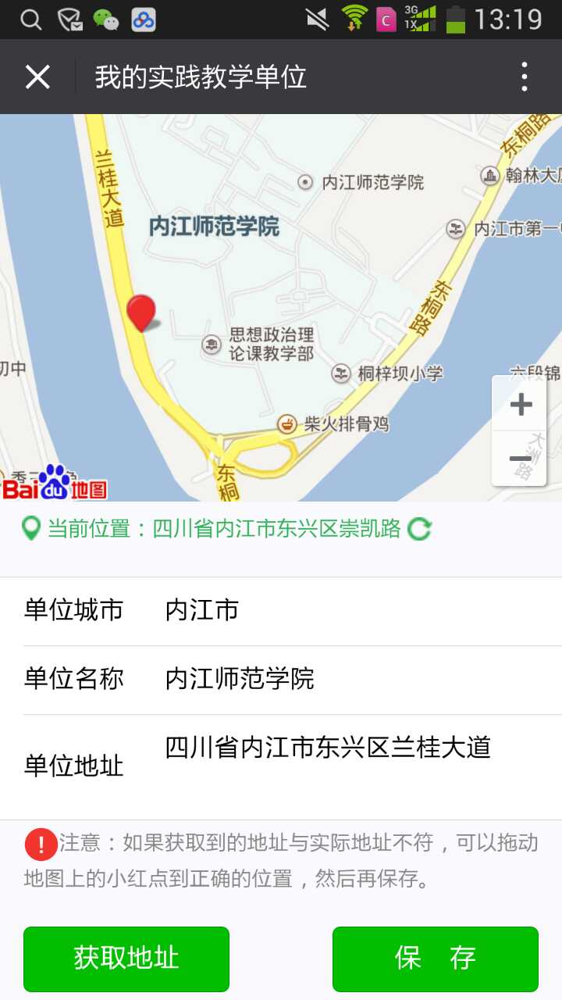 3G
1X
C
13:19
我的实践教学单位
东桐路
兰桂大道
内江师范学院
翰林大厦
内江师范学院
内江市第一
东桐路
思想政治理
论课教学部
初中
桐梓坝小学
六段锦
柴火排骨鸡
大洲路
东桐
Bai du 地图
当前位置：四川省内江市东兴区崇凯路
单位城市 内江市
单位名称 内江师范学院
单位地址 四川省内江市东兴区兰桂大道
注意：如果获取到的地址与实际地址不符，可以拖动
地图上的小红点到正确的位置，然后再保存。
获取地址 保 存